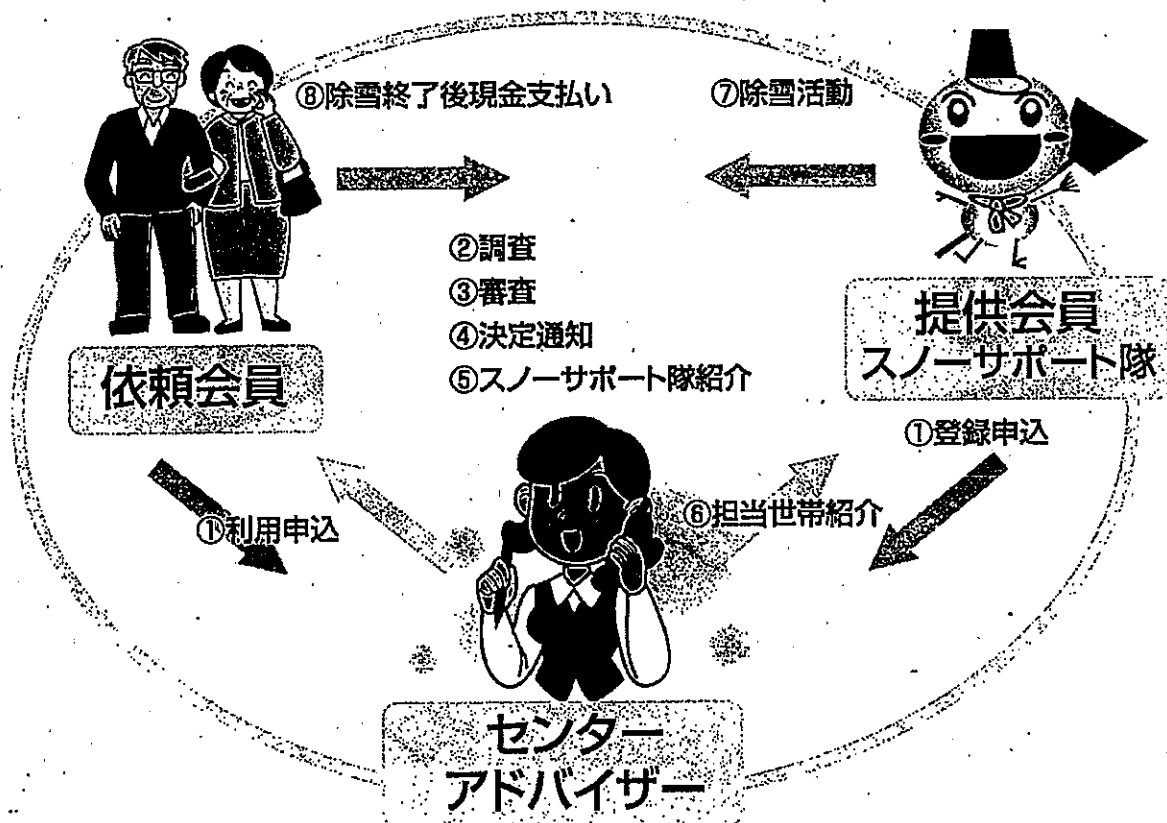 ⑧除雪終了後現金支払い
⑦除雪活動
②調査
③審査
④決定通知
⑤スノーサポート隊紹介
依頼会員
提供会員
スノーサポート隊
①登録申込
①利用申込
⑥担当世帯紹介
センター
アドバイザー